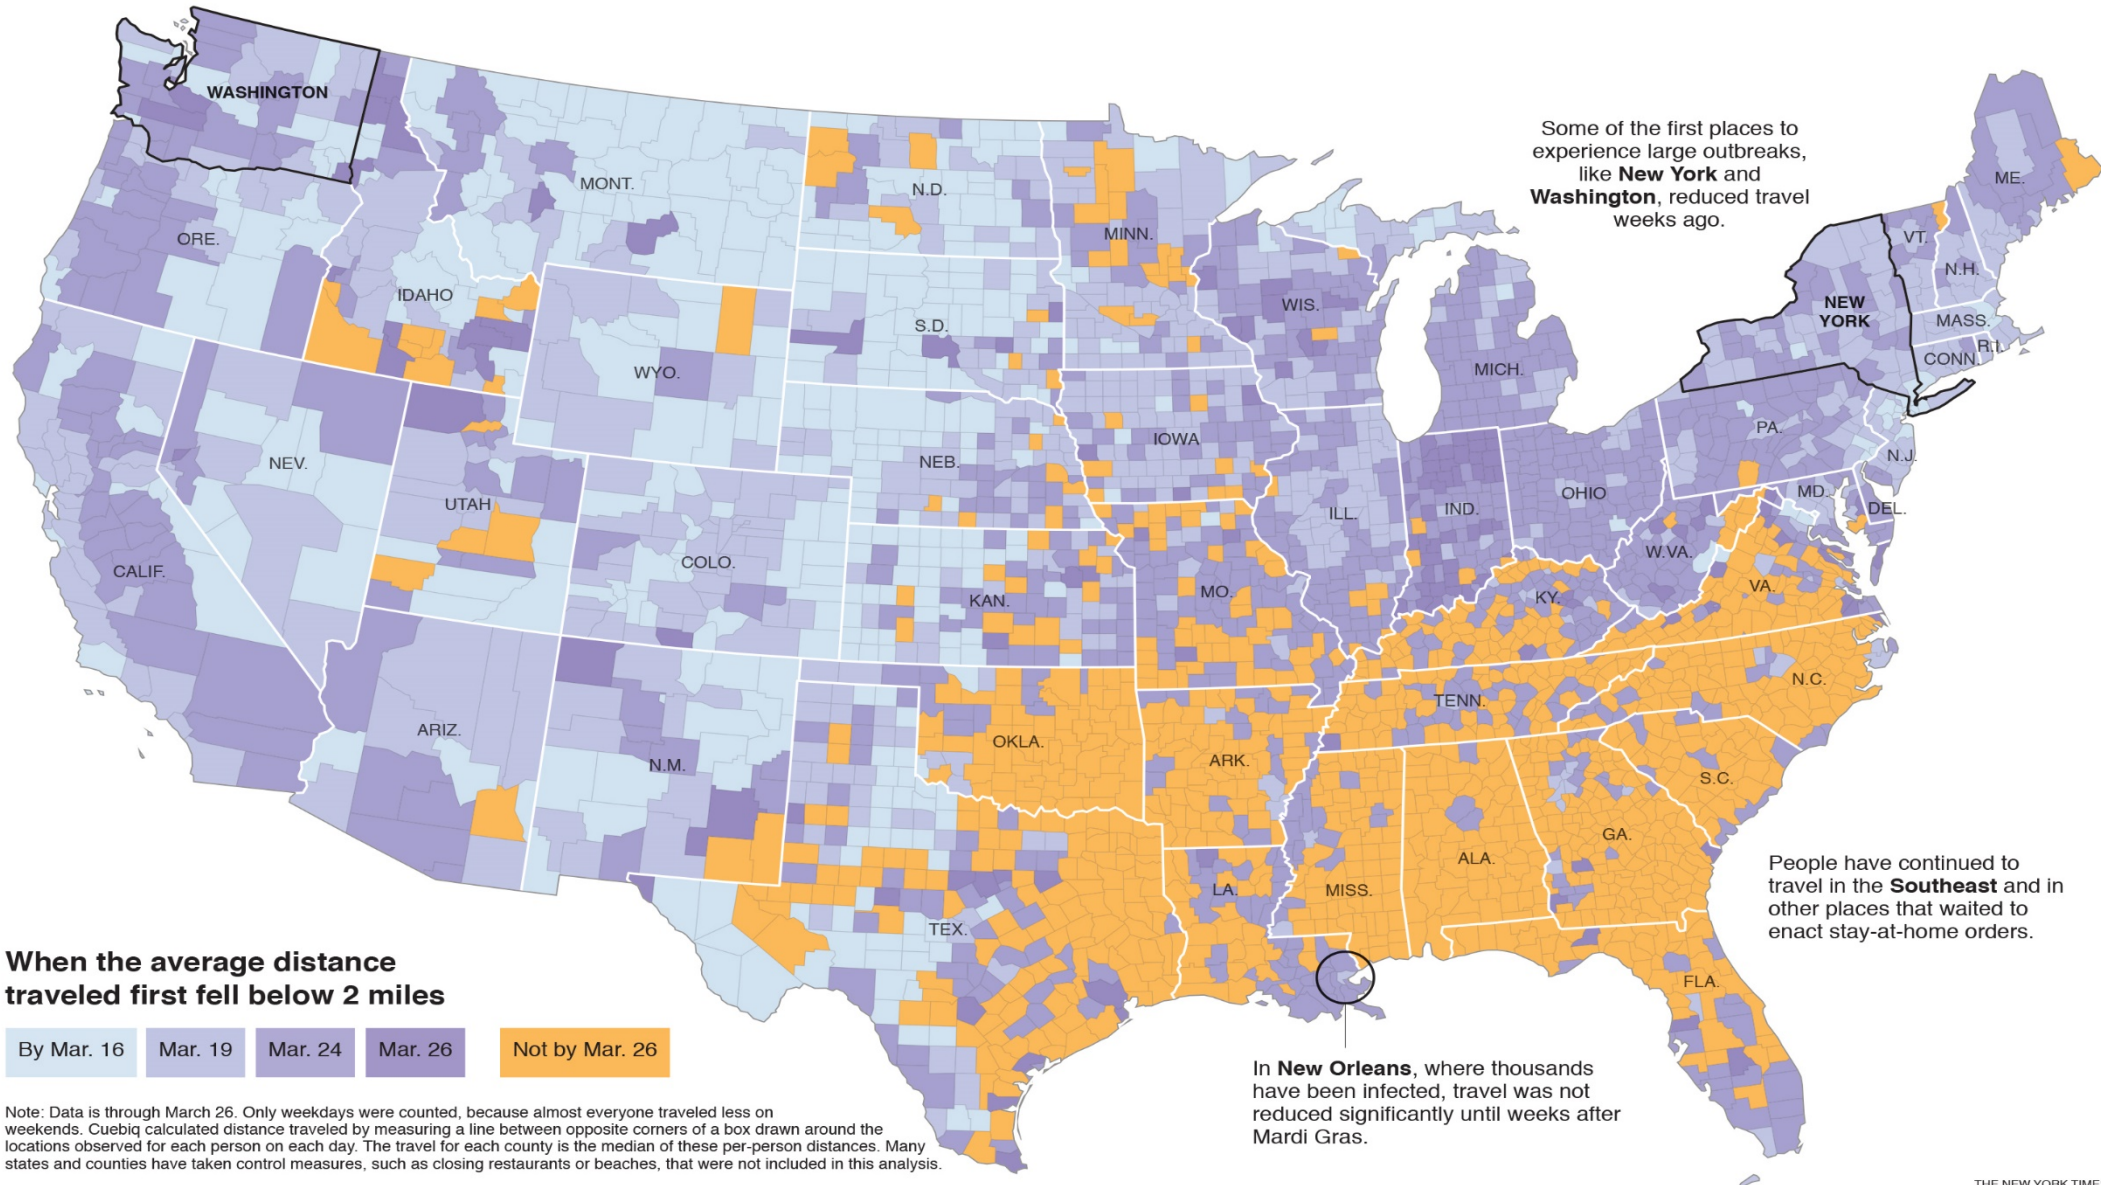 WASHINGTON
MONT.
N.D.
MINN.
ORE.
IDAHO
WYO.
S.D.
WIS.
MICH.
Some of the first places to
experience large outbreaks,
like New York and
Washington, reduced travel
weeks ago.
ME.
VT.
N.H.
NEW
YORK
MASS.
CONN.
R.I.
NEV.
UTAH
NEB.
IOWA
PA.
N.J.
CALIF.
COLO.
KAN.
MO.
ILL.
IND.
OHIO
MD.
DEL.
W.VA.
VA.
KY.
ARIZ.
N.M.
OKLA.
ARK.
TENN.
N.C.
S.C.
TEX.
LA.
MISS.
ALA.
GA.
FLA.
People have continued to
travel in the Southeast and in
other places that waited to
enact stay-at-home orders.
In New Orleans, where thousands
have been infected, travel was not
reduced significantly until weeks after
Mardi Gras.
When the average distance
traveled first fell below 2 miles
By Mar. 16
Mar. 19
Mar. 24
Mar. 26
Not by Mar. 26
Note: Data is through March 26. Only weekdays were counted, because almost everyone traveled less on
weekends. Cuebiq calculated distance traveled by measuring a line between opposite corners of a box drawn around the
locations observed for each person on each day. The travel for each county is the median of these per-person distances. Many
states and counties have taken control measures, such as closing restaurants or beaches, that were not included in this analysis.
THE NEW YORK TIME